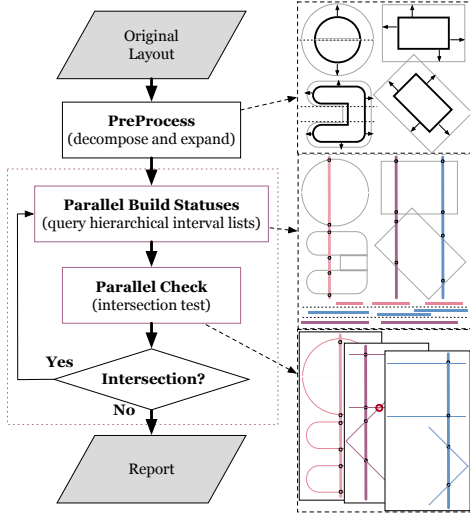 Original
Layout
PreProcess
(decompose and expand)
Parallel Build Statuses
(query hierarchical interval lists)
Parallel Check
(intersection test)
Yes
Intersection?
No
Report